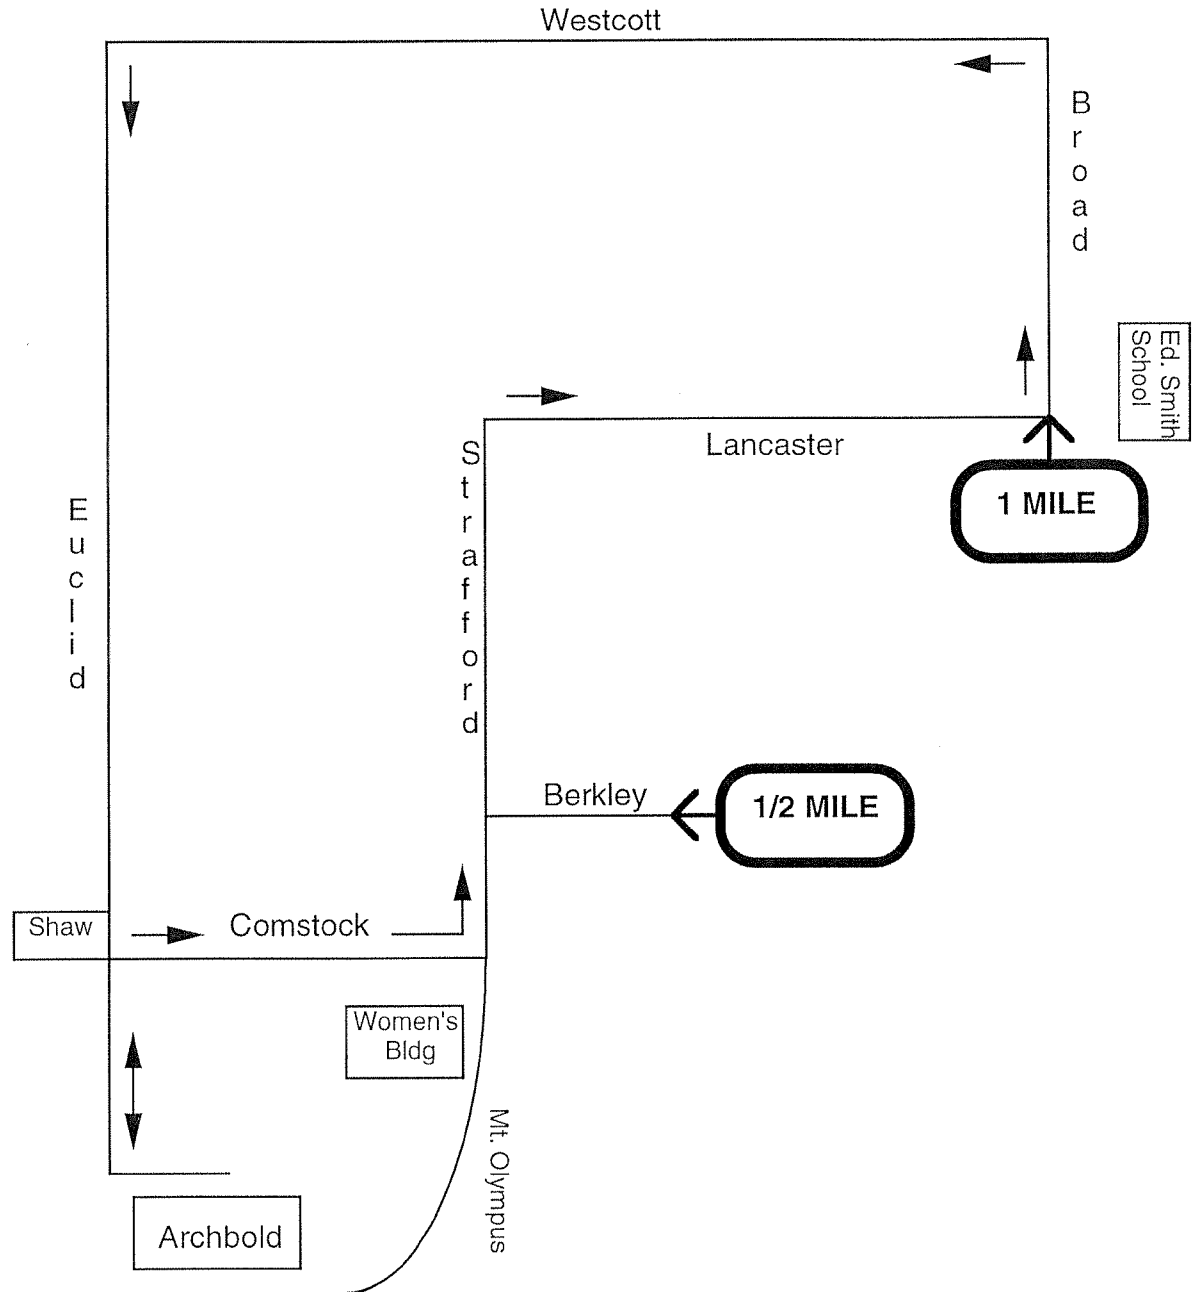 Westcott
Broad
Ed. Smith
School
Strafford
Lancaster
1 MILE
Euclid
Berkley
1/2 MILE
Shaw
Comstock
Women's
Bldg
Mt. Olympus
Archbold